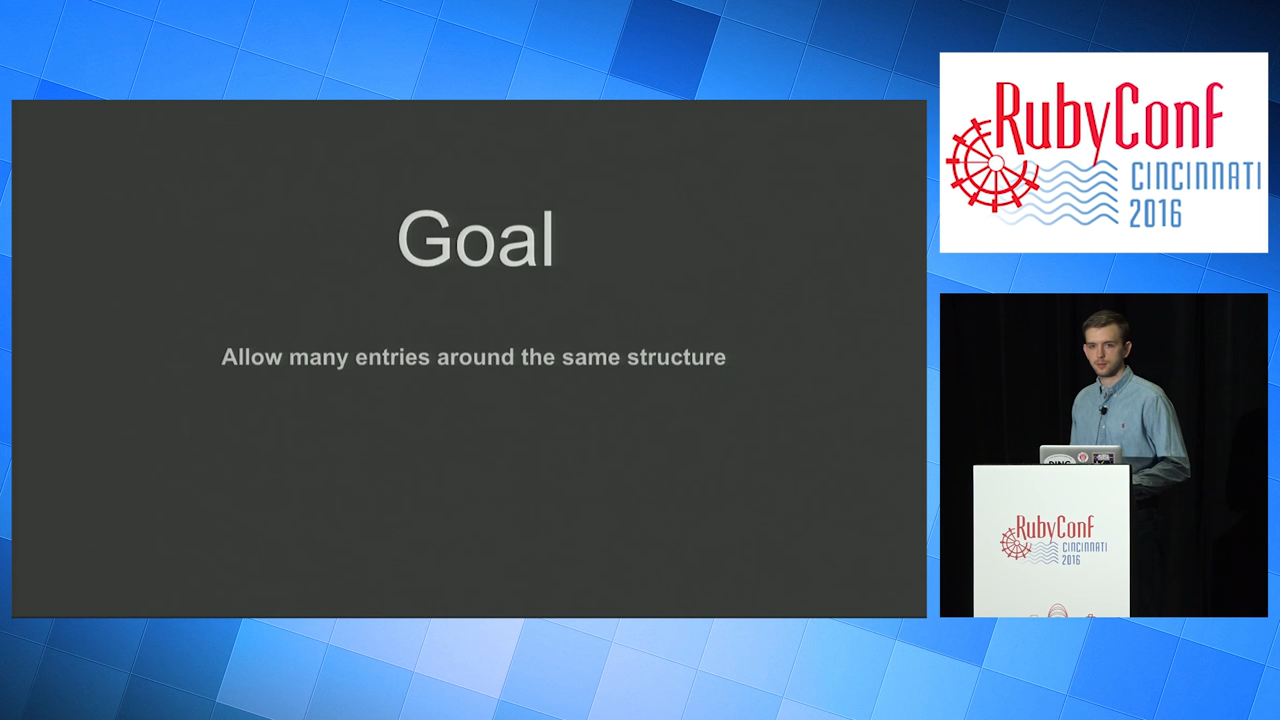 Goal
Allow many entries around the same structure
RubyConf
CINCINNATI
2016
RubyConf
CINCINNATI
2016